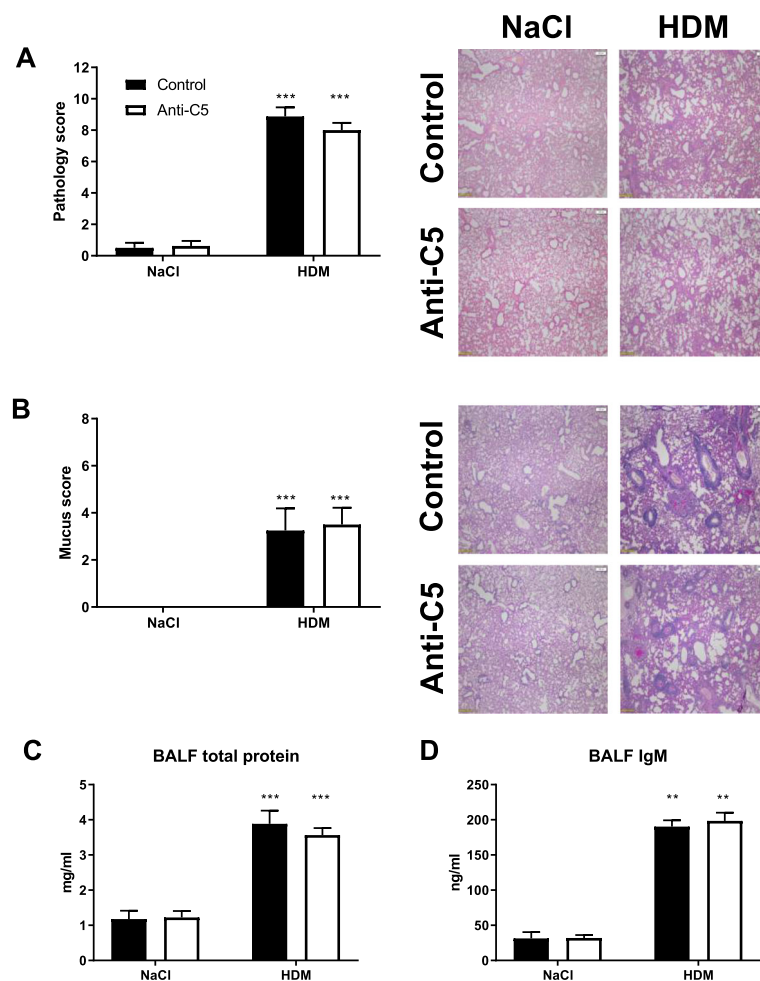 NaCl HDM
A
12
10
8
6
4
2
0
Pathology score
Control
Anti-C5
*** ***
NaCl HDM
Control
Anti-C5
B
8
6
4
2
0
Mucus score
*** ***
NaCl HDM
Control
Anti-C5
C
BALF total protein
5
4
3
2
1
0
mg/ml
*** ***
NaCl HDM
D
BALF IgM
250
200
150
100
50
0
ng/ml
** **
NaCl HDM